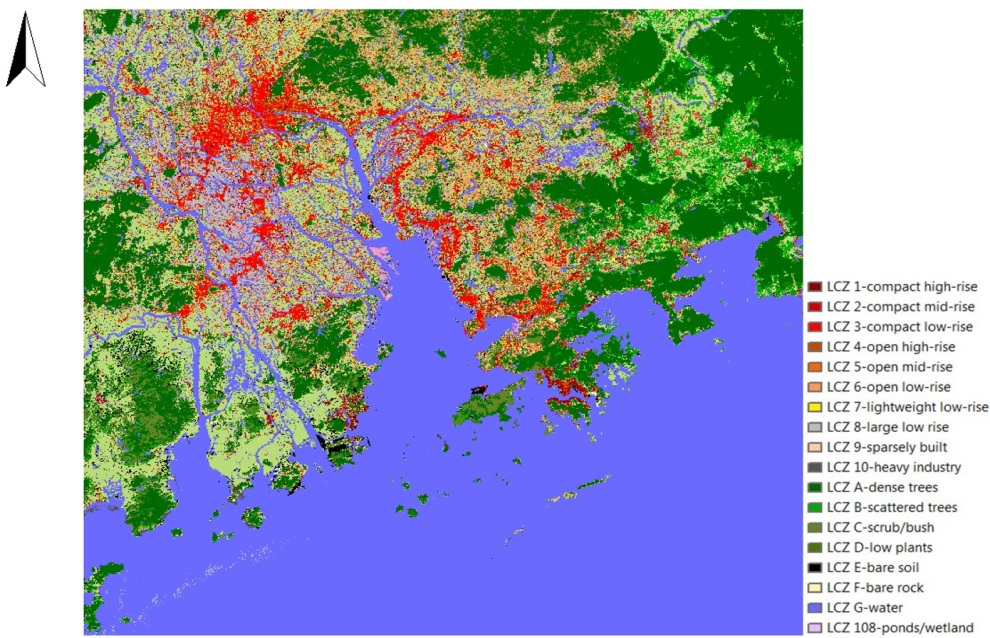 LCZ 1-compact high-rise
LCZ 2-compact mid-rise
LCZ 3-compact low-rise
LCZ 4-open high-rise
LCZ 5-open mid-rise
LCZ 6-open low-rise
LCZ 7-lightweight low-rise
LCZ 8-large low rise
LCZ 9-sparsely built
LCZ 10-heavy industry
LCZ A-dense trees
LCZ B-scattered trees
LCZ C-scrub/bush
LCZ D-low plants
LCZ E-bare soil
LCZ F-bare rock
LCZ G-water
LCZ 108-ponds/wetland